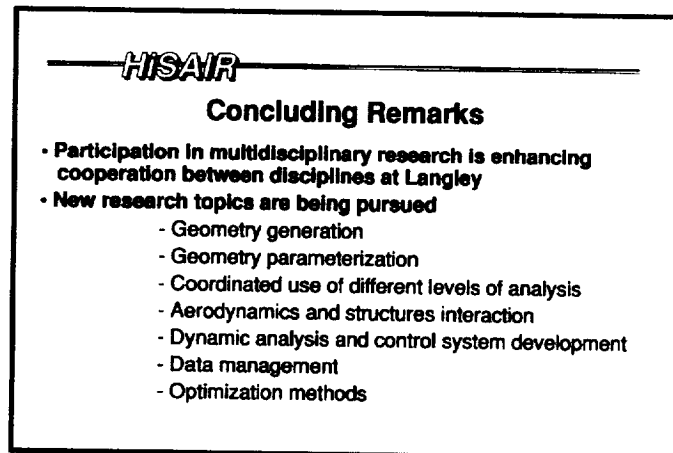 HiSAIR
Concluding Remarks
• Participation in multidisciplinary research is enhancing
cooperation between disciplines at Langley
• New research topics are being pursued
- Geometry generation
- Geometry parameterization
- Coordinated use of different levels of analysis
- Aerodynamics and structures interaction
- Dynamic analysis and control system development
- Data management
- Optimization methods